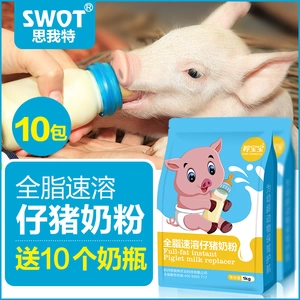 SWOT®
思我特
10包
全脂速溶
仔猪奶粉
送10个奶瓶
全脂速溶仔猪奶粉
Full-fat instant
Piglet milk replacer
1kg